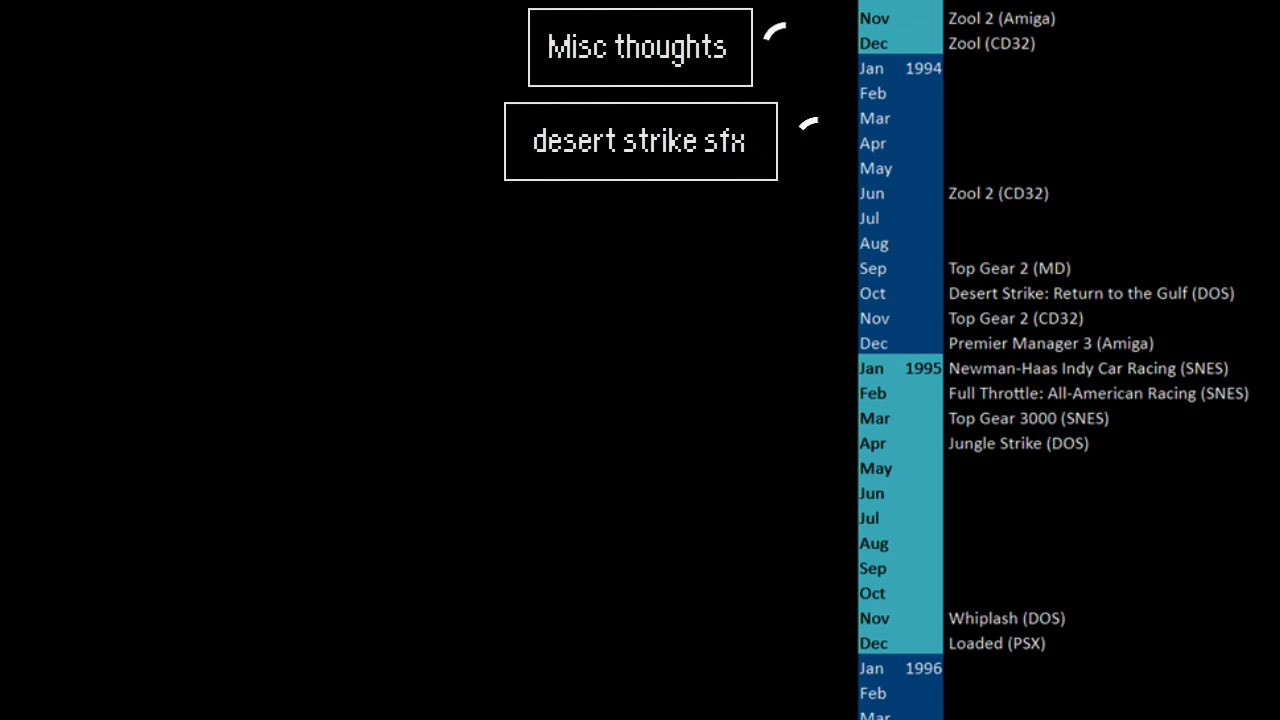 Misc thoughts
desert strike sfx
Nov Zool 2 (Amiga)
Dec Zool (CD32)
Jan 1994
Feb
Mar
Apr
May
Jun Zool 2 (CD32)
Jul
Aug
Sep Top Gear 2 (MD)
Oct Desert Strike: Return to the Gulf (DOS)
Nov Top Gear 2 (CD32)
Dec Premier Manager 3 (Amiga)
Jan 1995 Newman-Haas Indy Car Racing (SNES)
Feb Full Throttle: All-American Racing (SNES)
Mar Top Gear 3000 (SNES)
Apr Jungle Strike (DOS)
May
Jun
Jul
Aug
Sep
Oct
Nov Whiplash (DOS)
Dec Loaded (PSX)
Jan 1996
Feb
Mar